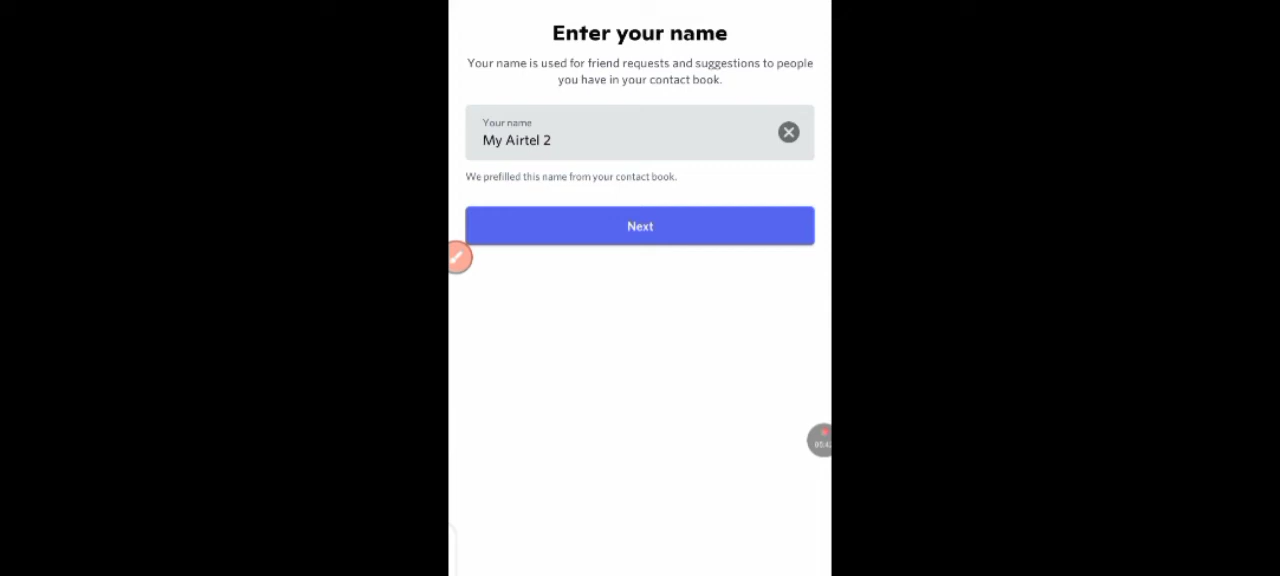 Enter your name
Your name is used for friend requests and suggestions to people
you have in your contact book.
Your name
My Airtel 2
We prefilled this name from your contact book.
Next